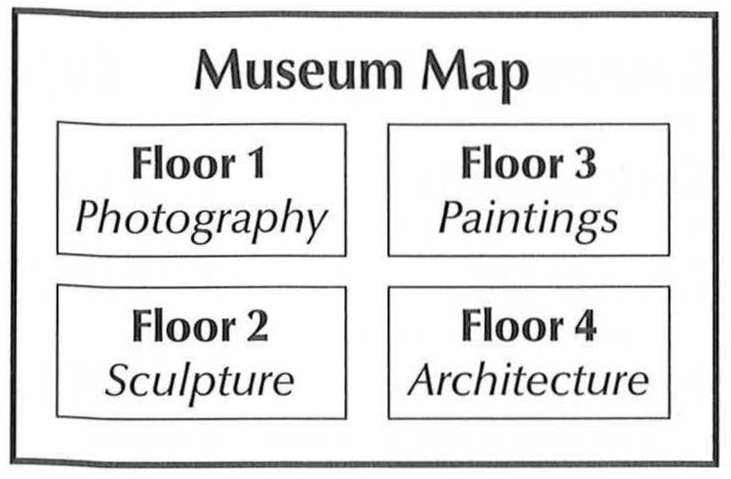 Museum Map
Floor 1
Photography
Floor 3
Paintings
Floor 2
Sculpture
Floor 4
Architecture